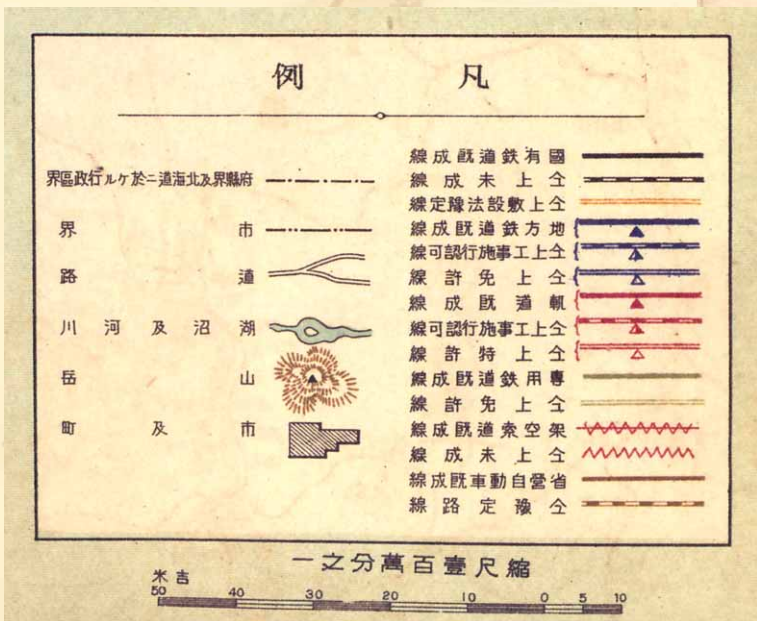 凡例
國有鉄道既成線
仝上未成線
仝上敷設法豫定線
地方鉄道既成線
仝上工事施行認可線
仝上免許線
軌道既成線
仝上工事施行認可線
仝上特許線
專用鉄道既成線
仝上免許線
架空索道既成線
仝上未成線
省營自動車既成線
仝豫定路線
府縣界及北海道ニ於ケル行政區界
市界
道路
湖沼及河川
山岳
市及町
縮尺壹百萬分之一
吉米
50 40 30 20 10 0 5 10